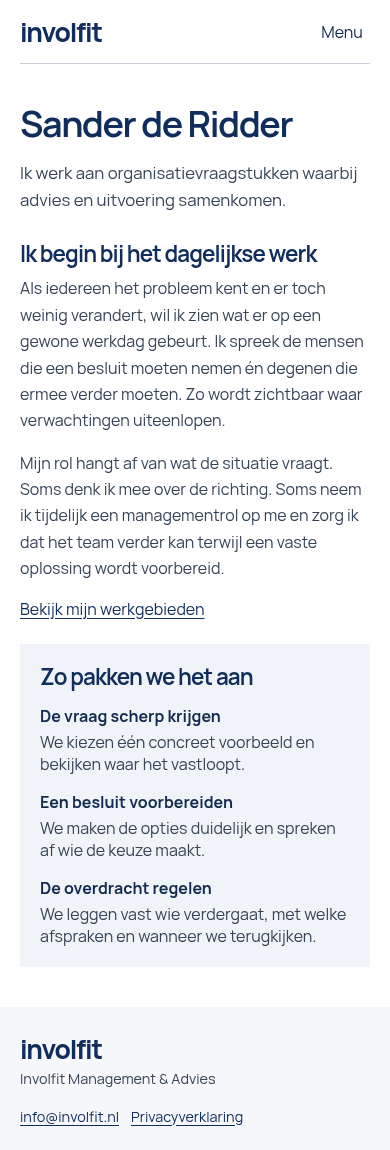 involfit
Menu
Sander de Ridder
Ik werk aan organisatievraagstukken waarbij
advies en uitvoering samenkomen.
Ik begin bij het dagelijkse werk
Als iedereen het probleem kent en er toch
weinig verandert, wil ik zien wat er op een
gewone werkdag gebeurt. Ik spreek de mensen
die een besluit moeten nemen én degenen die
ermee verder moeten. Zo wordt zichtbaar waar
verwachtingen uiteenlopen.
Mijn rol hangt af van wat de situatie vraagt.
Soms denk ik mee over de richting. Soms neem
ik tijdelijk een managementrol op me en zorg ik
dat het team verder kan terwijl een vaste
oplossing wordt voorbereid.
Bekijk mijn werkgebieden
Zo pakken we het aan
De vraag scherp krijgen
We kiezen één concreet voorbeeld en
bekijken waar het vastloopt.
Een besluit voorbereiden
We maken de opties duidelijk en spreken
af wie de keuze maakt.
De overdracht regelen
We leggen vast wie verdergaat, met welke
afspraken en wanneer we terugkijken.
involfit
Involfit Management & Advies
info@involfit.nl Privacyverklaring